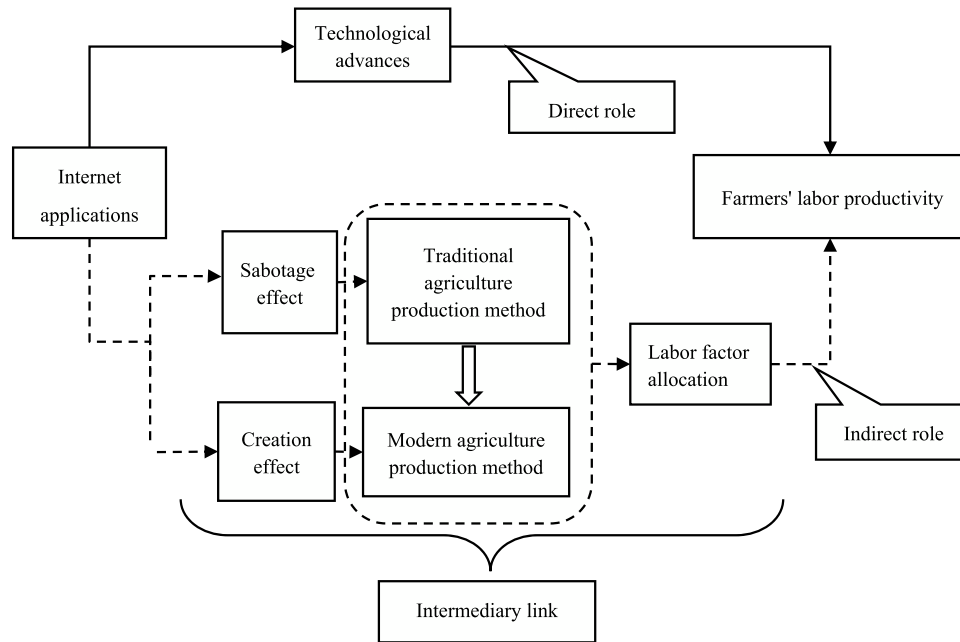 Technological
advances
Direct role
Internet
applications
Farmers' labor productivity
Sabotage
effect
Traditional
agriculture
production method
Labor factor
allocation
Creation
effect
Modern agriculture
production method
Indirect role
Intermediary link